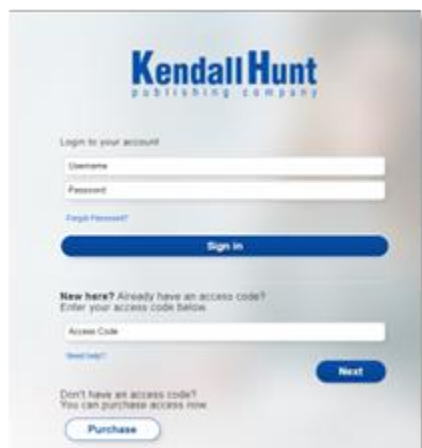 Kendall Hunt
publishing company
Login to your account
Username
Password
Forgot Password?
Sign in
New here? Already have an access code?
Enter your access code below.
Access Code
Need help?
Next
Don't have an access code?
You can purchase access now.
Purchase